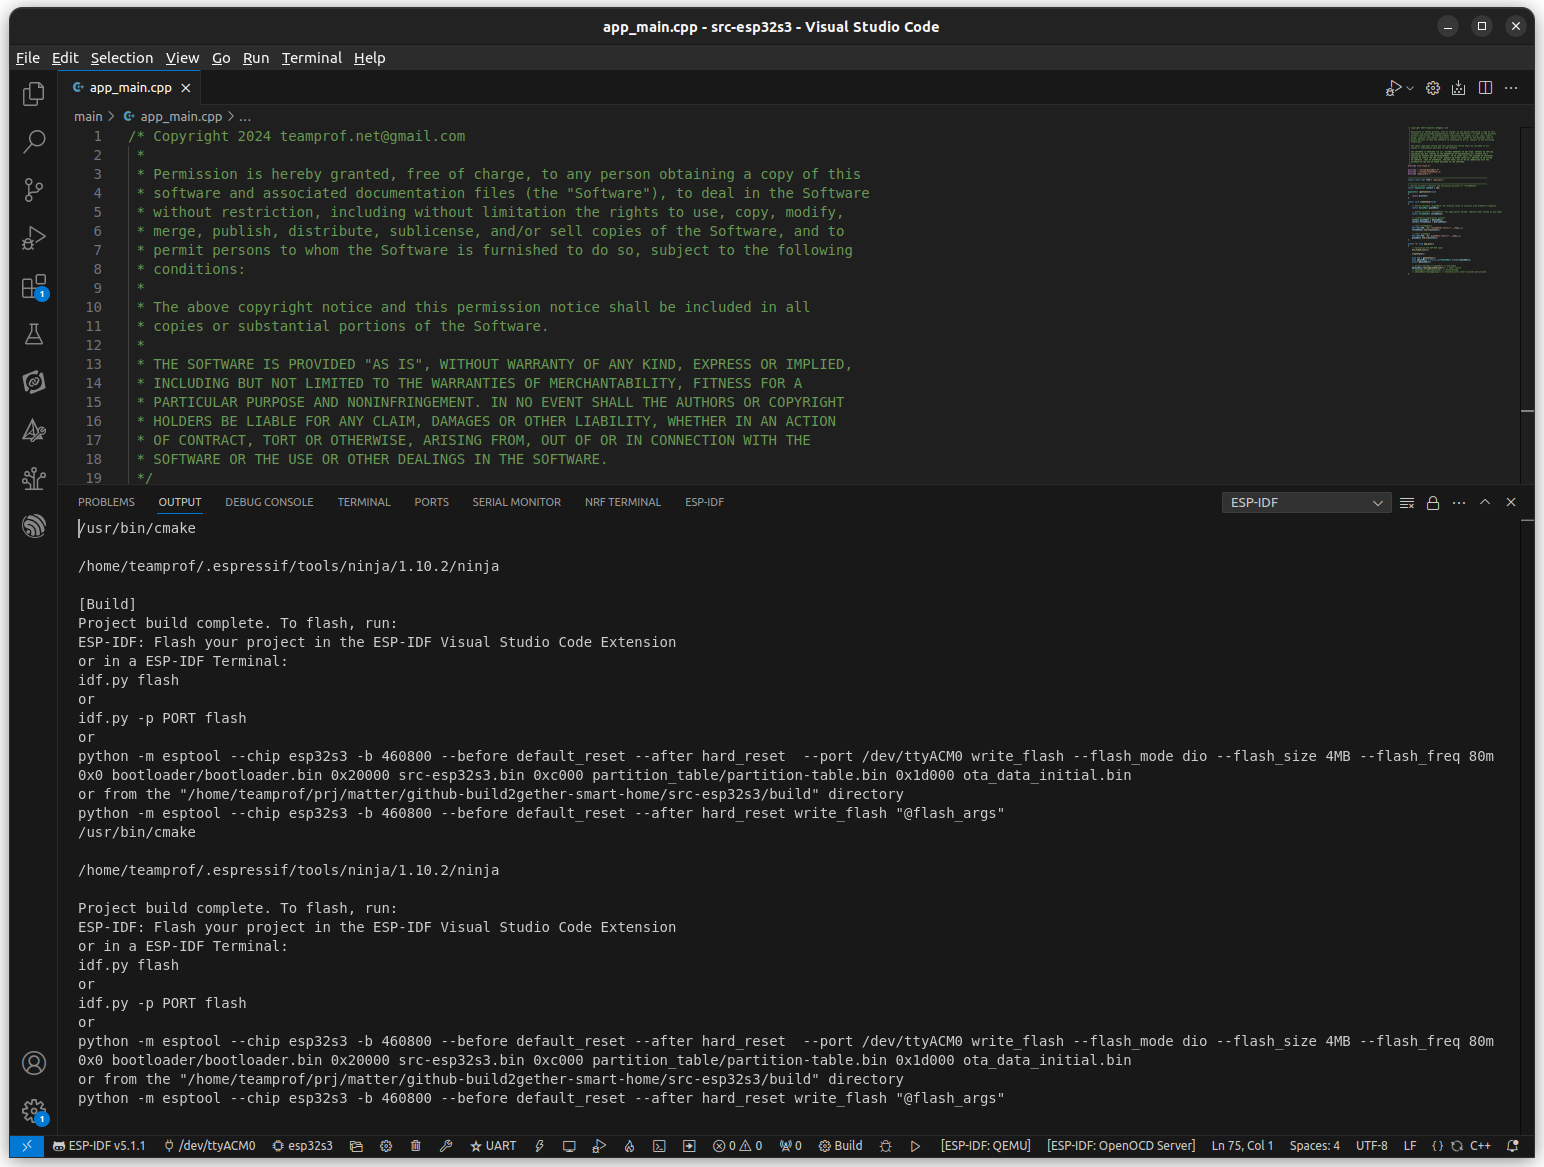 app_main.cpp - src-esp32s3 - Visual Studio Code
File Edit Selection View Go Run Terminal Help
app_main.cpp
main > app_main.cpp > ...
1 /* Copyright 2024 teamprof.net@gmail.com
2 *
3 * Permission is hereby granted, free of charge, to any person obtaining a copy of this
4 * software and associated documentation files (the "Software"), to deal in the Software
5 * without restriction, including without limitation the rights to use, copy, modify,
6 * merge, publish, distribute, sublicense, and/or sell copies of the Software, and to
7 * permit persons to whom the Software is furnished to do so, subject to the following
8 * conditions:
9 *
10 * The above copyright notice and this permission notice shall be included in all
11 * copies or substantial portions of the Software.
12 *
13 * THE SOFTWARE IS PROVIDED "AS IS", WITHOUT WARRANTY OF ANY KIND, EXPRESS OR IMPLIED,
14 * INCLUDING BUT NOT LIMITED TO THE WARRANTIES OF MERCHANTABILITY, FITNESS FOR A
15 * PARTICULAR PURPOSE AND NONINFRINGEMENT. IN NO EVENT SHALL THE AUTHORS OR COPYRIGHT
16 * HOLDERS BE LIABLE FOR ANY CLAIM, DAMAGES OR OTHER LIABILITY, WHETHER IN AN ACTION
17 * OF CONTRACT, TORT OR OTHERWISE, ARISING FROM, OUT OF OR IN CONNECTION WITH THE
18 * SOFTWARE OR THE USE OR OTHER DEALINGS IN THE SOFTWARE.
19 */
1
PROBLEMS OUTPUT DEBUG CONSOLE TERMINAL PORTS SERIAL MONITOR NRF TERMINAL ESP-IDF ESP-IDF
/usr/bin/cmake
/home/teamprof/.espressif/tools/ninja/1.10.2/ninja
[Build]
Project build complete. To flash, run:
ESP-IDF: Flash your project in the ESP-IDF Visual Studio Code Extension
or in a ESP-IDF Terminal:
idf.py flash
or
idf.py -p PORT flash
or
python -m esptool --chip esp32s3 -b 460800 --before default_reset --after hard_reset  --port /dev/ttyACM0 write_flash --flash_mode dio --flash_size 4MB --flash_freq 80m
0x0 bootloader/bootloader.bin 0x20000 src-esp32s3.bin 0xc000 partition_table/partition-table.bin 0x1d000 ota_data_initial.bin
or from the "/home/teamprof/prj/matter/github-build2gether-smart-home/src-esp32s3/build" directory
python -m esptool --chip esp32s3 -b 460800 --before default_reset --after hard_reset write_flash "@flash_args"
/usr/bin/cmake
/home/teamprof/.espressif/tools/ninja/1.10.2/ninja
Project build complete. To flash, run:
ESP-IDF: Flash your project in the ESP-IDF Visual Studio Code Extension
or in a ESP-IDF Terminal:
idf.py flash
or
idf.py -p PORT flash
or
python -m esptool --chip esp32s3 -b 460800 --before default_reset --after hard_reset  --port /dev/ttyACM0 write_flash --flash_mode dio --flash_size 4MB --flash_freq 80m
0x0 bootloader/bootloader.bin 0x20000 src-esp32s3.bin 0xc000 partition_table/partition-table.bin 0x1d000 ota_data_initial.bin
or from the "/home/teamprof/prj/matter/github-build2gether-smart-home/src-esp32s3/build" directory
python -m esptool --chip esp32s3 -b 460800 --before default_reset --after hard_reset write_flash "@flash_args"
1
ESP-IDF v5.1.1 /dev/ttyACM0 esp32s3 UART 0 0 0 Build [ESP-IDF: QEMU] [ESP-IDF: OpenOCD Server] Ln 75, Col 1 Spaces: 4 UTF-8 LF {} C++